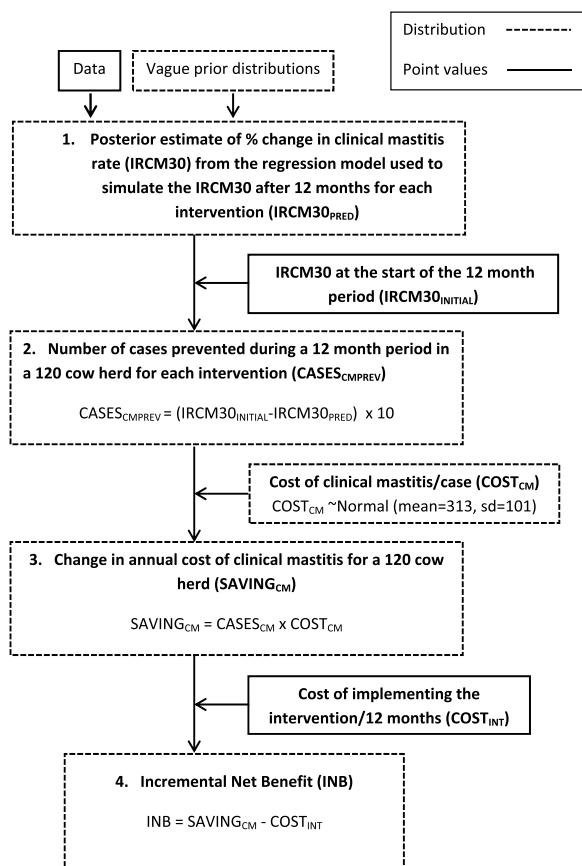 Distribution
Point values
Data
Vague prior distributions
1. Posterior estimate of % change in clinical mastitis
rate (IRCM30) from the regression model used to
simulate the IRCM30 after 12 months for each
intervention (IRCM30PRED)
IRCM30 at the start of the 12 month
period (IRCM30INITIAL)
2. Number of cases prevented during a 12 month period in
a 120 cow herd for each intervention (CASESCMPREV)
CASESCMPREV = (IRCM30INITIAL-IRCM30PRED) x 10
Cost of clinical mastitis/case (COSTCM)
COSTCM ~Normal (mean=313, sd=101)
3. Change in annual cost of clinical mastitis for a 120 cow
herd (SAVINGCM)
SAVINGCM = CASESCM x COSTCM
Cost of implementing the
intervention/12 months (COSTINT)
4. Incremental Net Benefit (INB)
INB = SAVINGCM - COSTINT